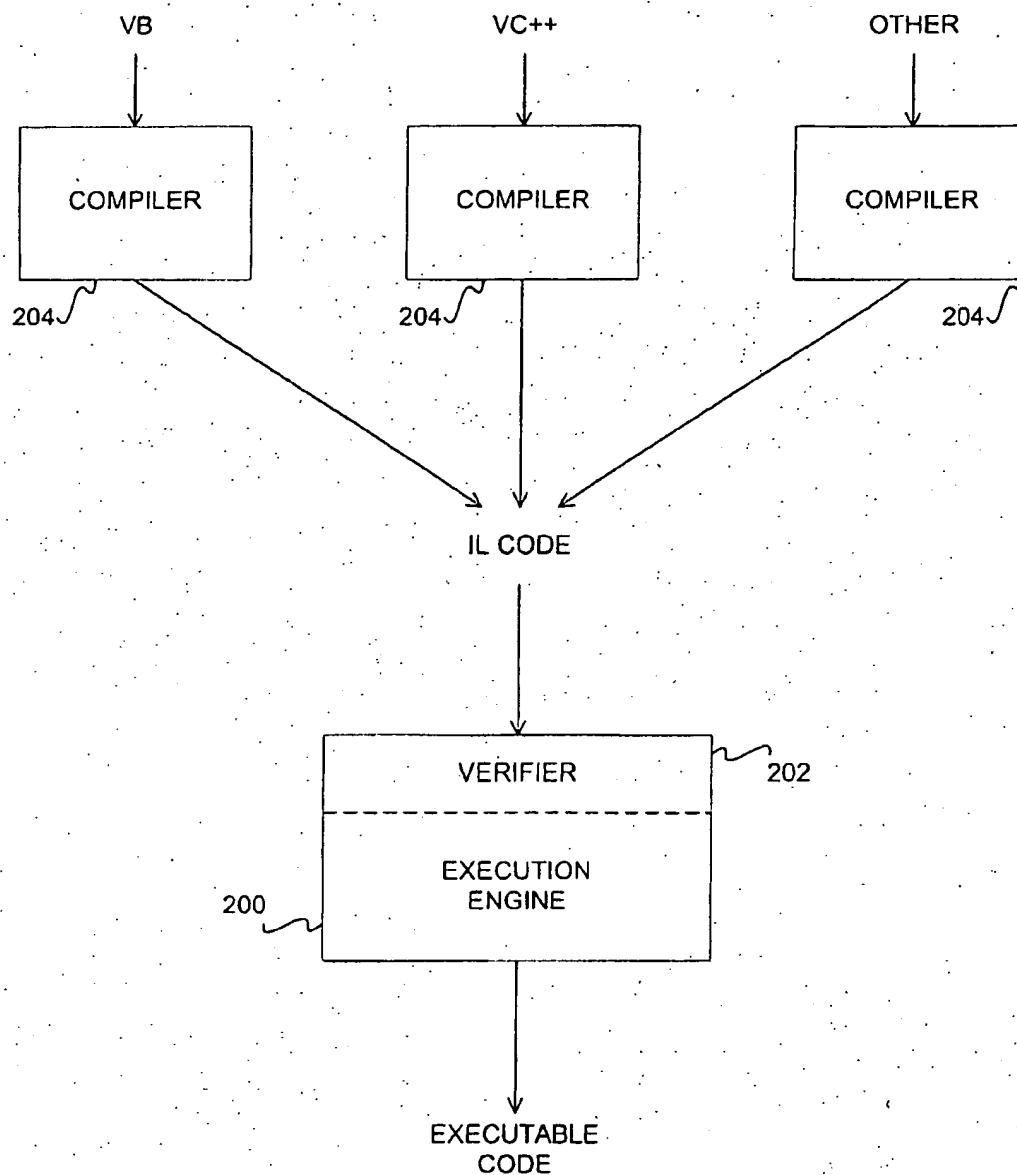 VB VC++ OTHER
COMPILER COMPILER COMPILER
204 204 204
IL CODE
VERIFIER
202
EXECUTION
ENGINE
200
EXECUTABLE
CODE